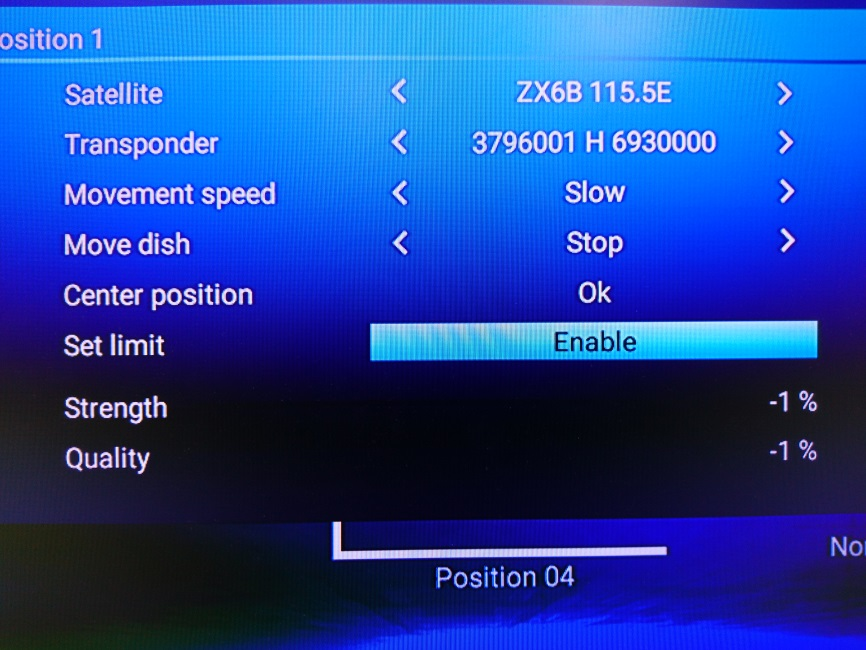 osition 1
Satellite < ZX6B 115.5E >
Transponder < 3796001 H 6930000 >
Movement speed < Slow >
Move dish < Stop >
Center position Ok
Set limit Enable
Strength -1 %
Quality -1 %
Position 04